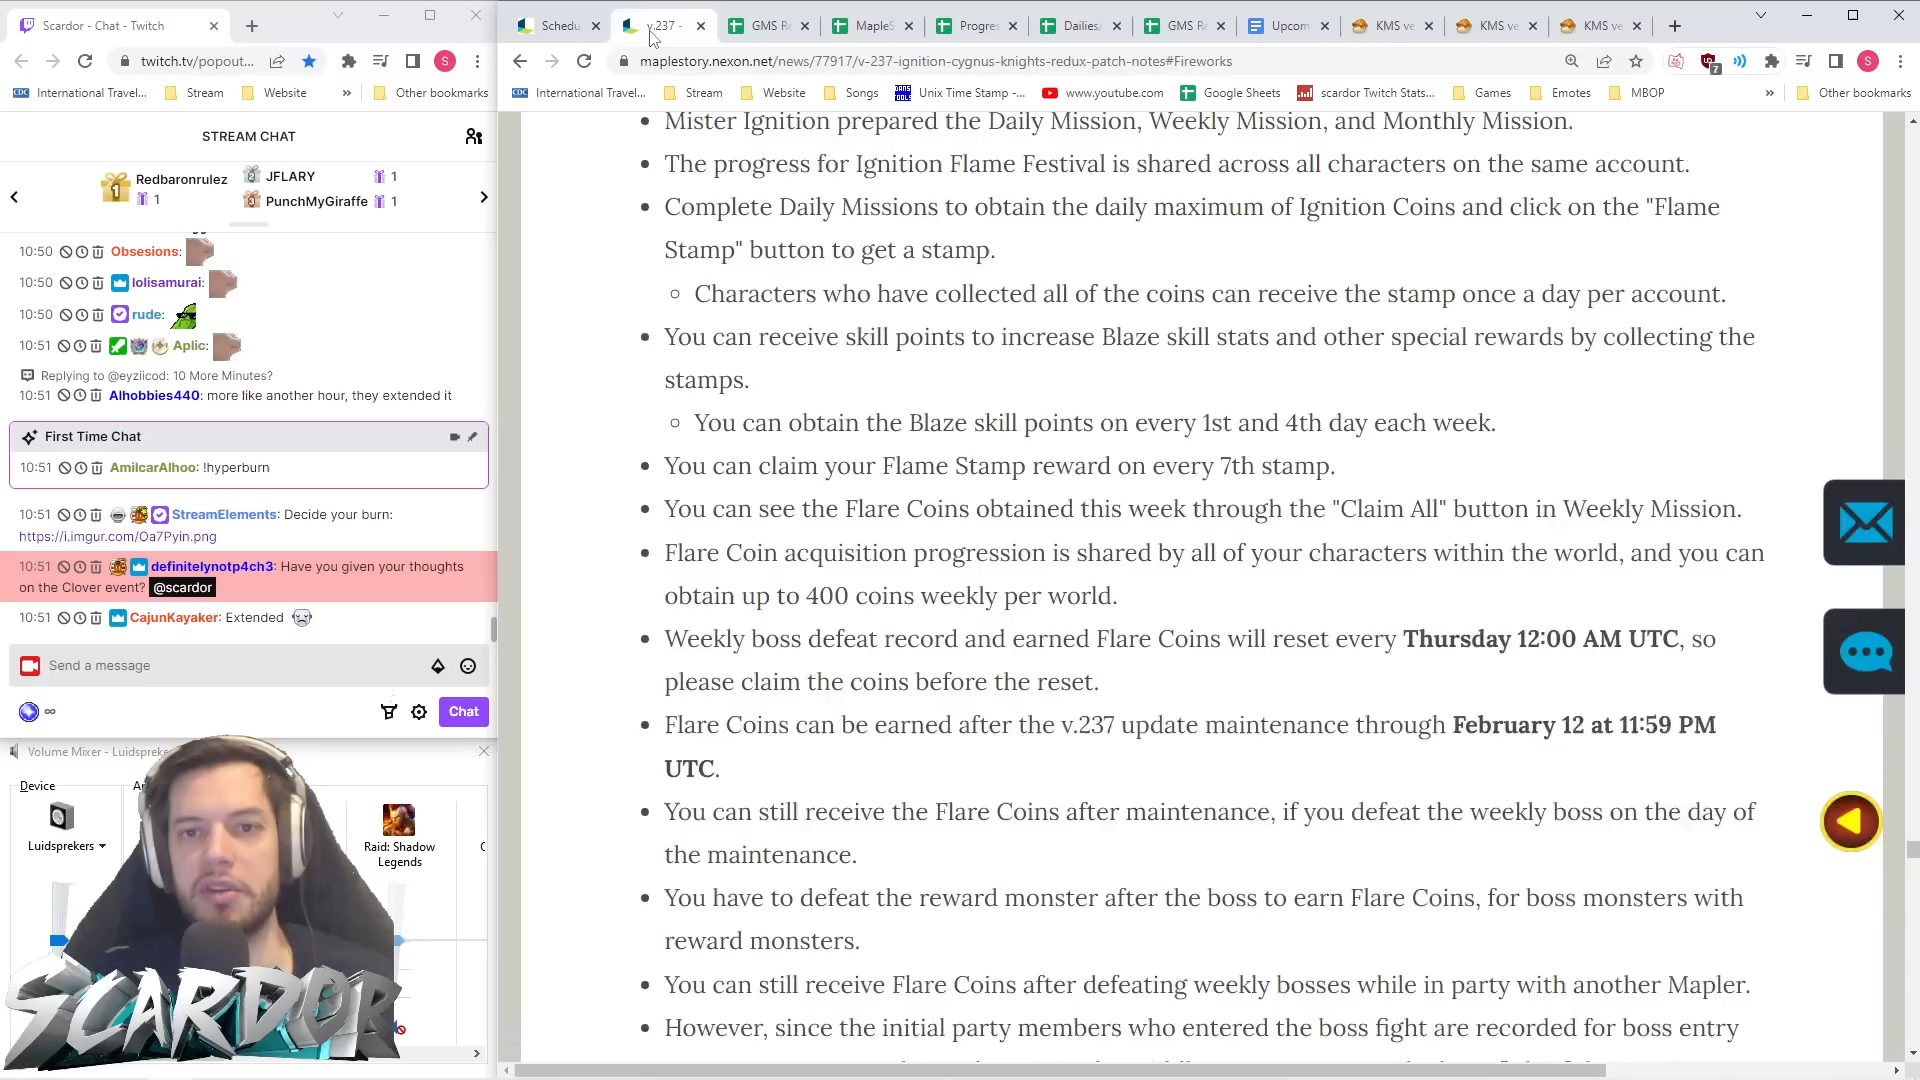 Scardor - Chat - Twitch
twitch.tv/popout...
International Travel...
Stream
Website
Other bookmarks
STREAM CHAT
Redbaronrulez
1
JFLARY 1
PunchMyGiraffe 1
10:50 Obsesions:
10:50 lolisamurai:
10:50 rude:
10:51 Aplic:
Replying to @eyziicod: 10 More Minutes?
10:51 Alhobbies440: more like another hour, they extended it
First Time Chat
10:51 AmilcarAlhoo: !hyperburn
10:51 StreamElements: Decide your burn:
https://i.imgur.com/Oa7Pyin.png
10:51 definitelynotp4ch3: Have you given your thoughts
on the Clover event? @scardor
10:51 CajunKayaker: Extended
Send a message
∞
Chat
Volume Mixer - Luidspreke
Device
Luidsprekers
Raid: Shadow
Legends
SCARDOR
Schedu
v.237 -
GMS Re
MapleS
Progres
Dailies/
GMS Re
Upcom
KMS ve
KMS ve
KMS ve
maplestory.nexon.net/news/77917/v-237-ignition-cygnus-knights-redux-patch-notes#Fireworks
7
International Travel...
Stream
Website
Songs
Unix Time Stamp -...
www.youtube.com
Google Sheets
scardor Twitch Stats...
Games
Emotes
MBOP
Other bookmarks
Mister Ignition prepared the Daily Mission, Weekly Mission, and Monthly Mission.
The progress for Ignition Flame Festival is shared across all characters on the same account.
Complete Daily Missions to obtain the daily maximum of Ignition Coins and click on the "Flame
Stamp" button to get a stamp.
Characters who have collected all of the coins can receive the stamp once a day per account.
You can receive skill points to increase Blaze skill stats and other special rewards by collecting the
stamps.
You can obtain the Blaze skill points on every 1st and 4th day each week.
You can claim your Flame Stamp reward on every 7th stamp.
You can see the Flare Coins obtained this week through the "Claim All" button in Weekly Mission.
Flare Coin acquisition progression is shared by all of your characters within the world, and you can
obtain up to 400 coins weekly per world.
Weekly boss defeat record and earned Flare Coins will reset every Thursday 12:00 AM UTC, so
please claim the coins before the reset.
Flare Coins can be earned after the v.237 update maintenance through February 12 at 11:59 PM
UTC.
You can still receive the Flare Coins after maintenance, if you defeat the weekly boss on the day of
the maintenance.
You have to defeat the reward monster after the boss to earn Flare Coins, for boss monsters with
reward monsters.
You can still receive Flare Coins after defeating weekly bosses while in party with another Mapler.
However, since the initial party members who entered the boss fight are recorded for boss entry